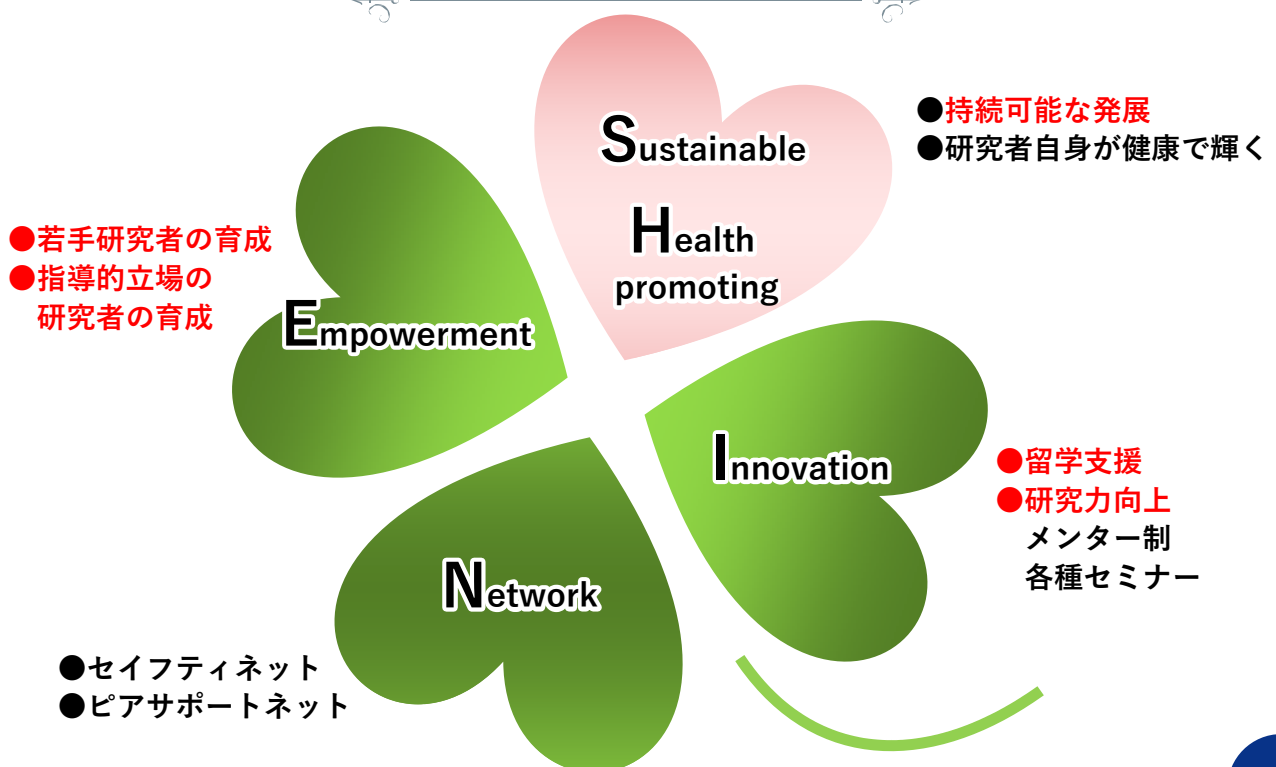 Sustainable
Health
promoting
●持続可能な発展
●研究者自身が健康で輝く
Innovation
●留学支援
●研究力向上
メンター制
各種セミナー
Network
●セイフティネット
●ピアサポートネット
Empowerment
●若手研究者の育成
●指導的立場の
研究者の育成